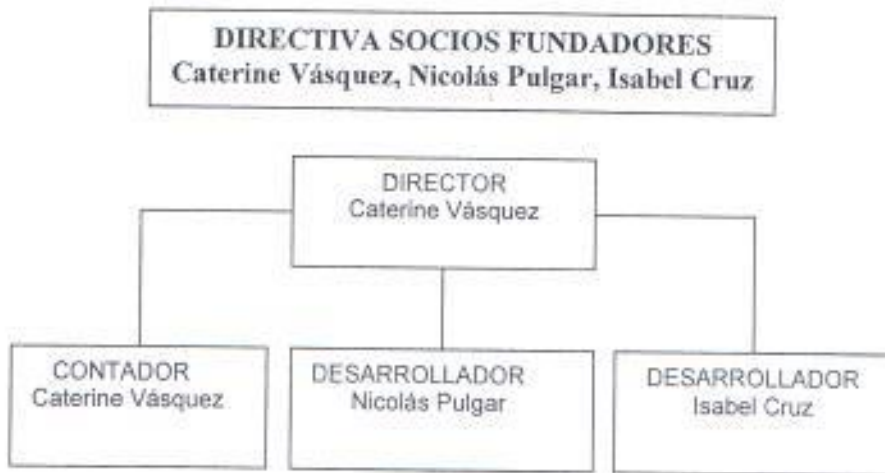 DIRECTIVA SOCIOS FUNDADORES
Caterine Vásquez, Nicolás Pulgar, Isabel Cruz
DIRECTOR
Caterine Vásquez
CONTADOR
Caterine Vásquez
DESARROLLADOR
Nicolás Pulgar
DESARROLLADOR
Isabel Cruz